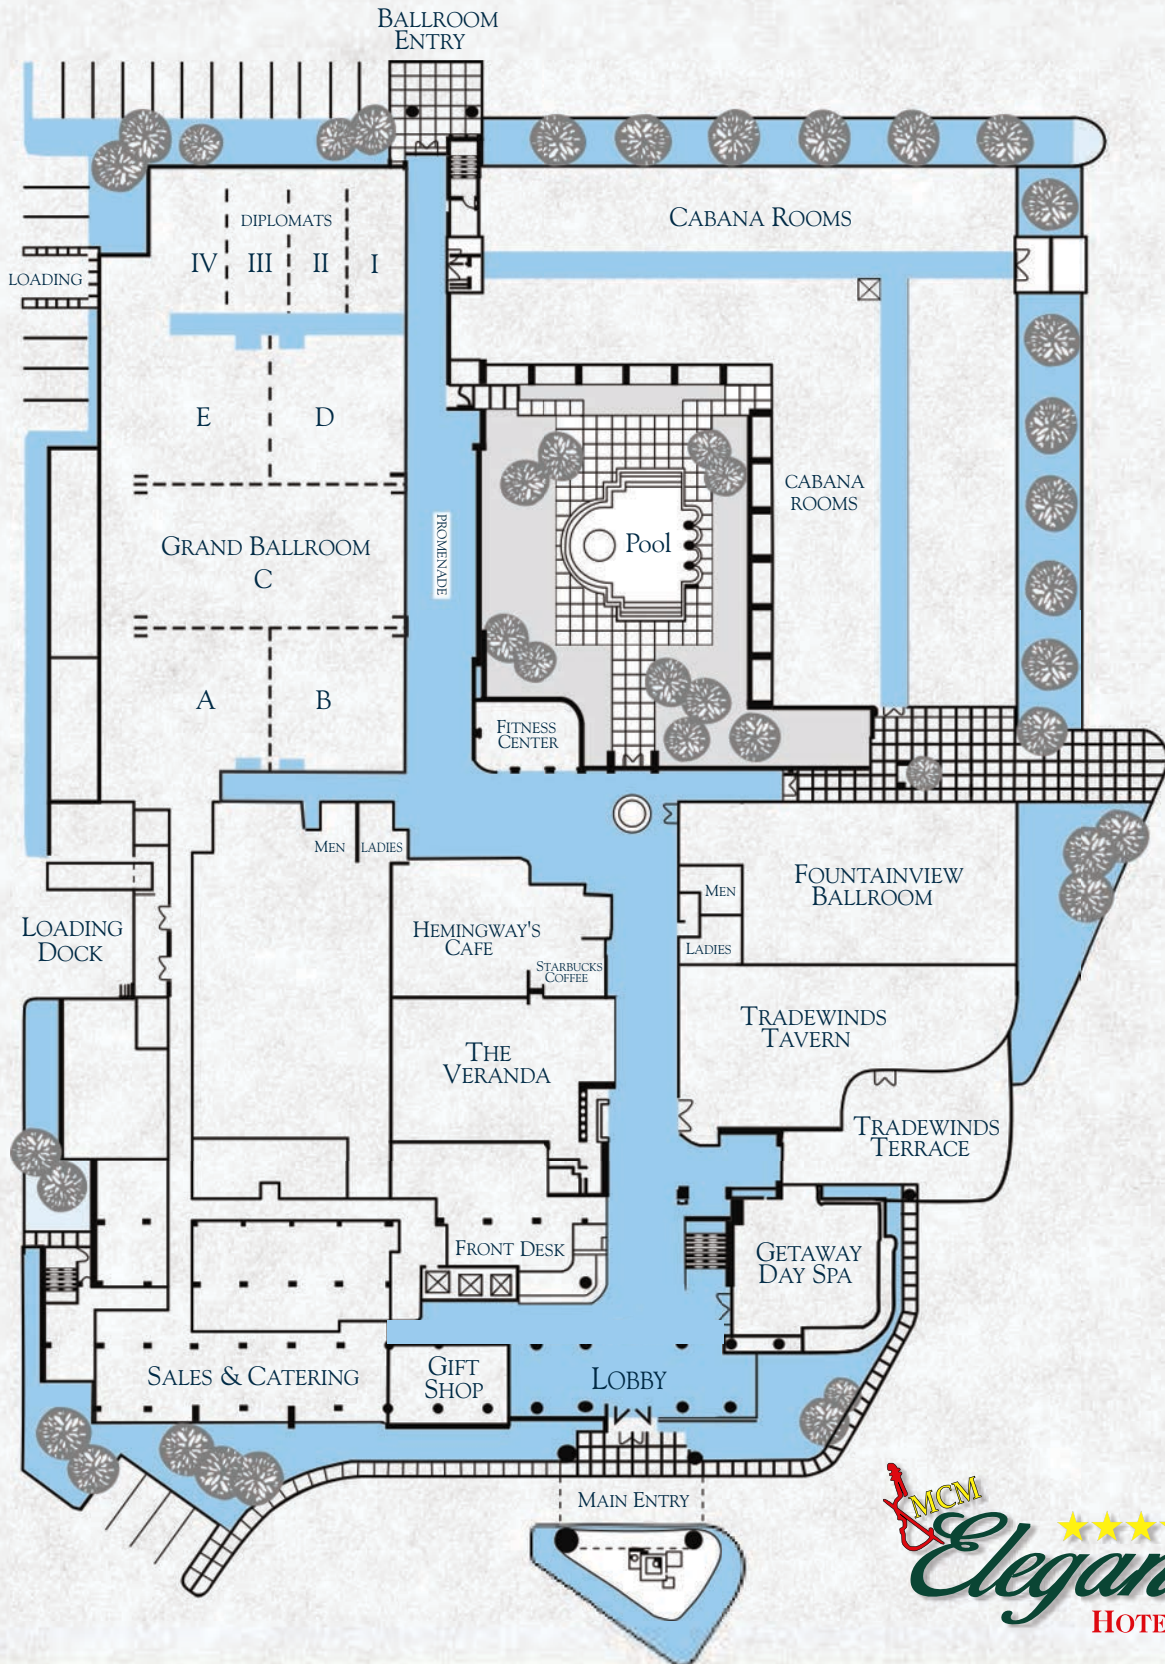 BALLROOM
ENTRY
DIPLOMATS
IV III II I
LOADING
CABANA ROOMS
E D
CABANA
ROOMS
PROMENADE
Pool
GRAND BALLROOM
C
A B
FITNESS
CENTER
MEN LADIES
FOUNTAINVIEW
BALLROOM
MEN
LADIES
LOADING
DOCK
HEMINGWAY'S
CAFE
STARBUCKS
COFFEE
TRADEWINDS
TAVERN
THE
VERANDA
TRADEWINDS
TERRACE
FRONT DESK
GETAWAY
DAY SPA
SALES & CATERING
GIFT
SHOP
LOBBY
MAIN ENTRY
MCM
Elegan
HOTE